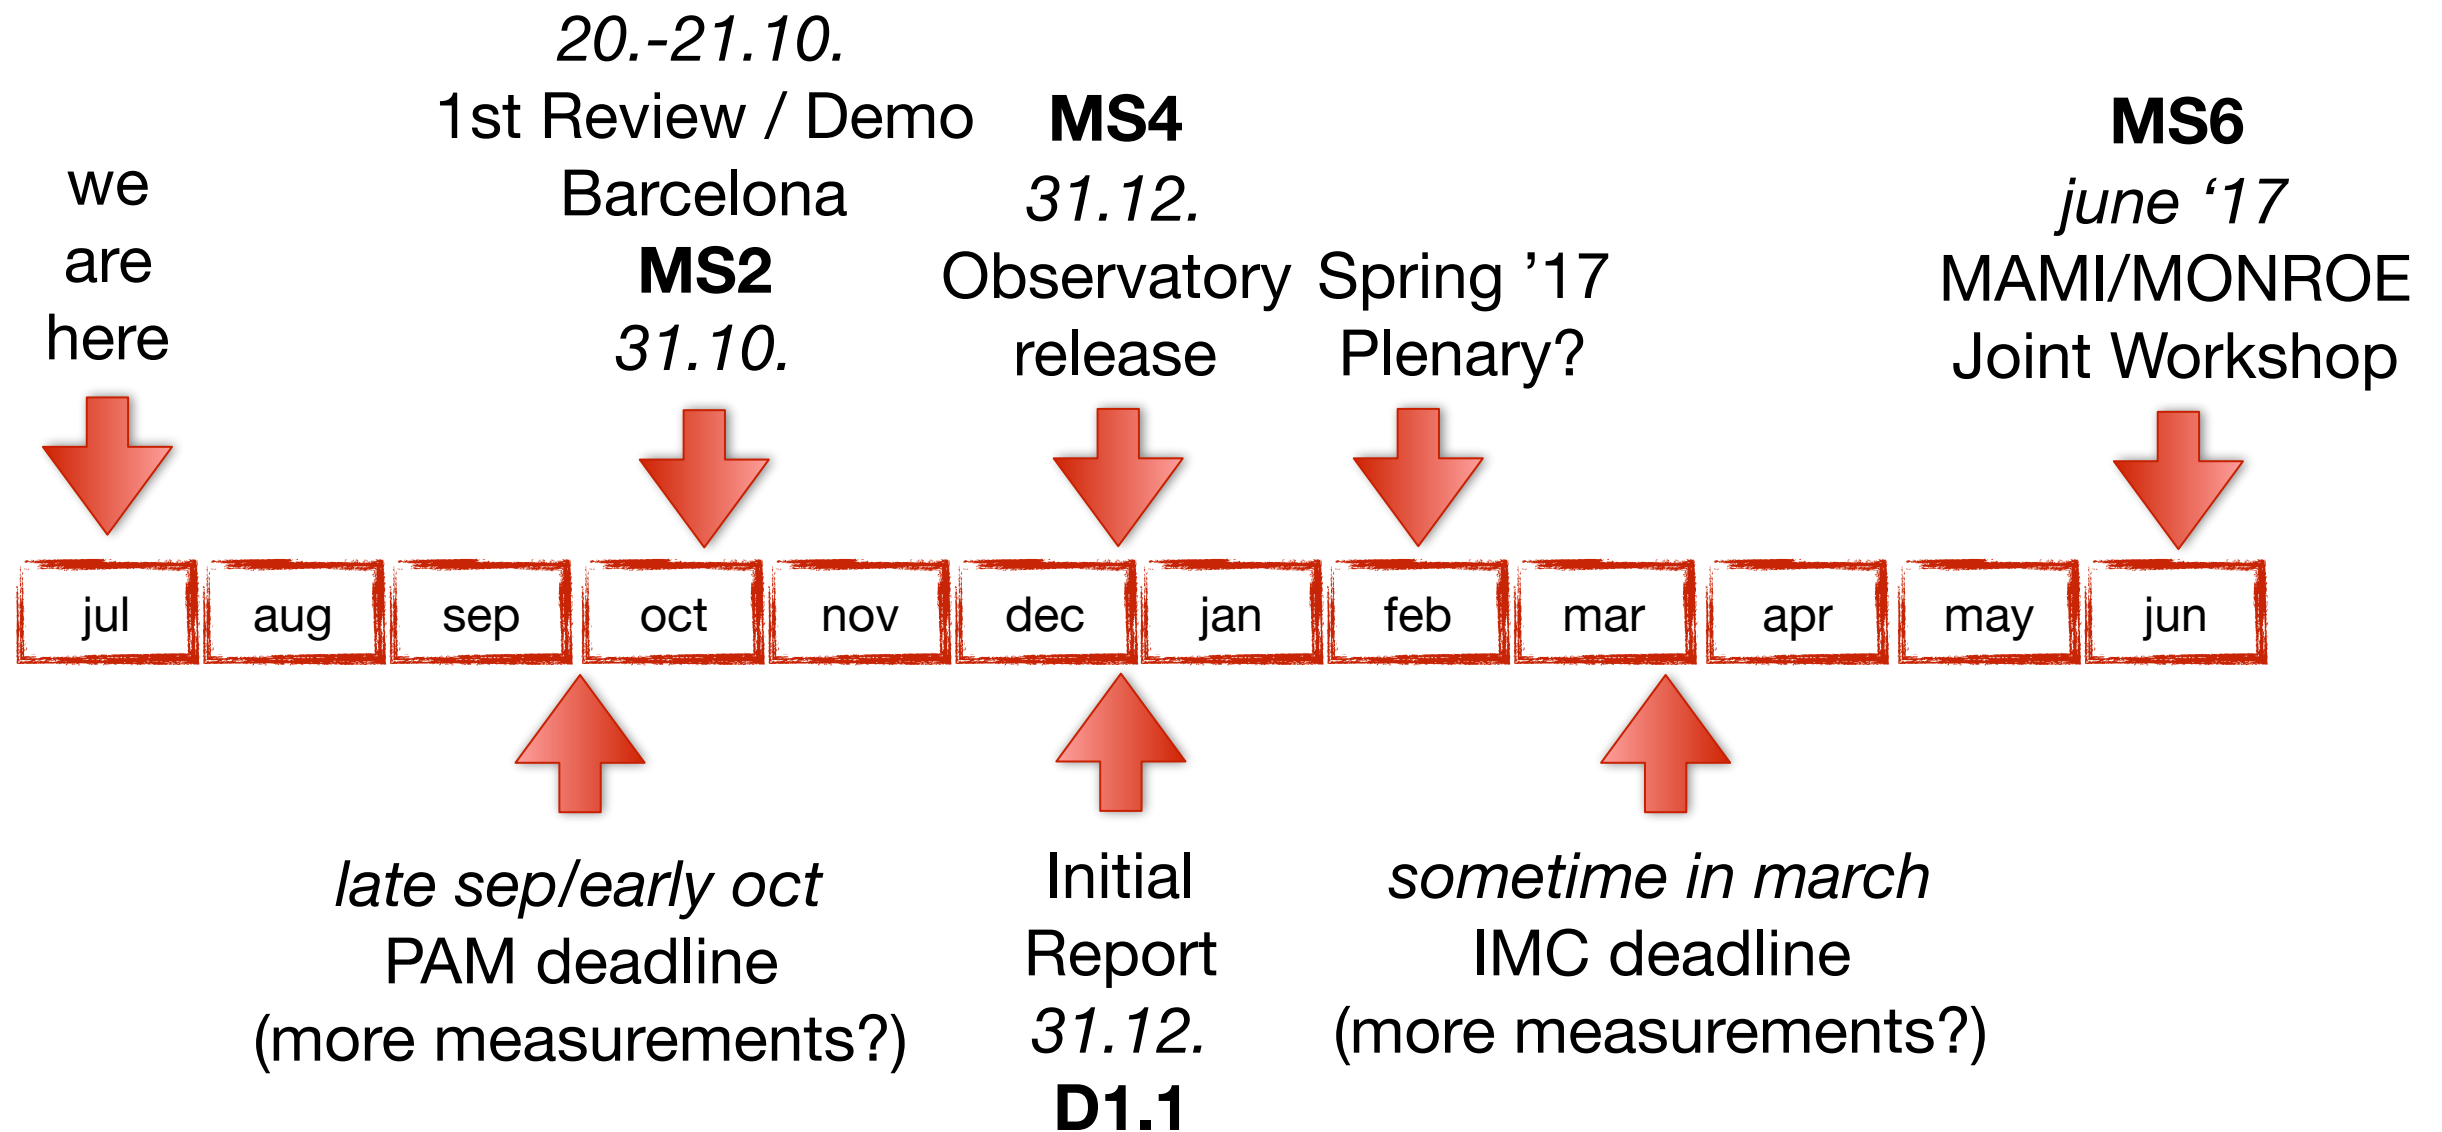 we
are
here
20.-21.10.
1st Review / Demo
Barcelona
MS2
31.10.
MS4
31.12.
Observatory
release
Spring ’17
Plenary?
MS6
june ‘17
MAMI/MONROE
Joint Workshop
jul
aug
sep
oct
nov
dec
jan
feb
mar
apr
may
jun
late sep/early oct
PAM deadline
(more measurements?)
Initial
Report
31.12.
D1.1
sometime in march
IMC deadline
(more measurements?)